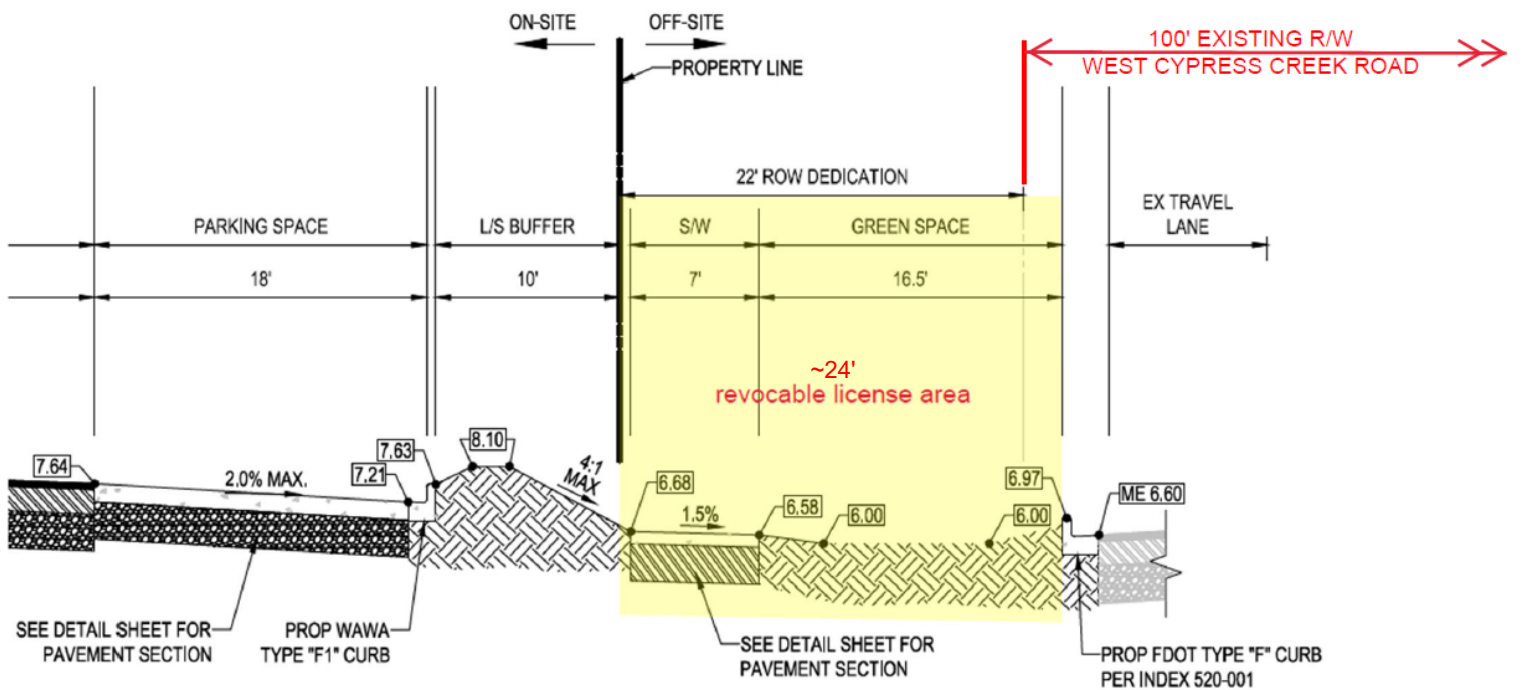 ON-SITE
OFF-SITE
100' EXISTING R/W
WEST CYPRESS CREEK ROAD
PROPERTY LINE
22' ROW DEDICATION
EX TRAVEL
LANE
PARKING SPACE
L/S BUFFER
S/W
GREEN SPACE
18'
10'
7'
16.5'
~24'
revocable license area
7.64
2.0% MAX.
7.21
7.63
8.10
4:1
MAX
6.68
1.5%
6.58
6.00
6.00
6.97
ME 6.60
SEE DETAIL SHEET FOR
PAVEMENT SECTION
PROP WAWA
TYPE "F1" CURB
SEE DETAIL SHEET FOR
PAVEMENT SECTION
PROP FDOT TYPE "F" CURB
PER INDEX 520-001